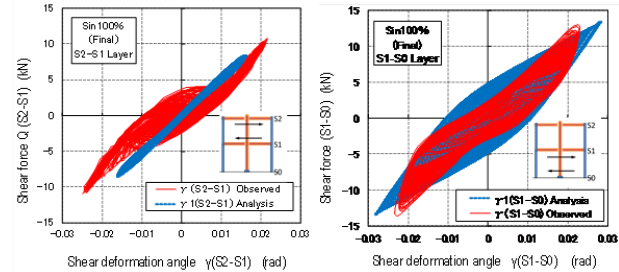 15
10
5
0
-5
-10
-15
-0.03
-0.02
-0.01
0
0.01
0.02
0.03
Shear force Q (S2-S1) (kN)
Shear deformation angle γ(S2-S1) (rad)
Sin100%
(Final)
S2-S1 Layer
S2
S1
S0
γ (S2-S1) Observed
γ 1(S2-S1) Analysis
15
10
5
0
-5
-10
-15
-0.03
-0.02
-0.01
0
0.01
0.02
0.03
Shear force (S1-S0) (kN)
Shear deformation angle γ(S1-S0) (rad)
Sin100%
(Final)
S1-S0 Layer
S2
S1
S0
γ1(S1-S0) Analysis
γ(S1-S0) Observed